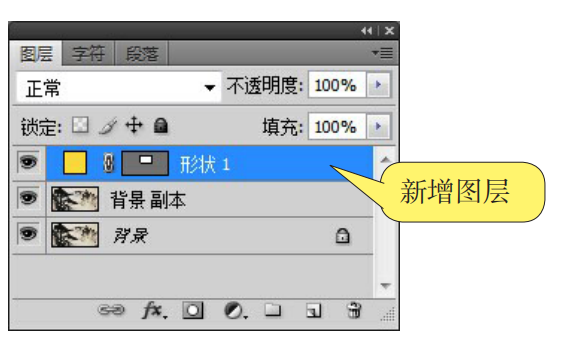 图层 字符 段落
正常 不透明度: 100%
锁定: 填充: 100%
形状 1
新增图层
背景 副本
背景
fx.